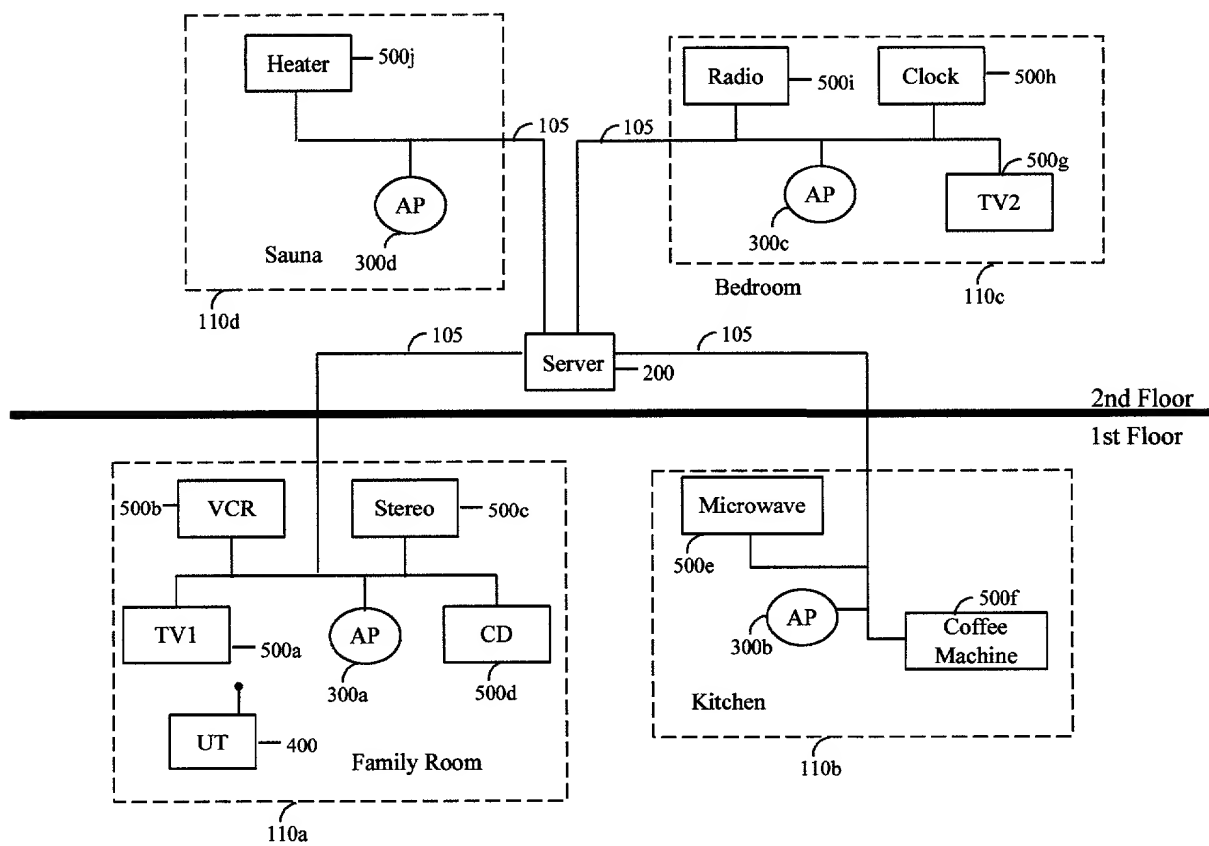 Heater
500j
105
AP
300d
Sauna
110d
Radio
500i
Clock
500h
105
500g
TV2
AP
300c
Bedroom
110c
105
Server
200
105
2nd Floor
1st Floor
500b
VCR
Stereo
500c
TV1
500a
AP
300a
CD
500d
UT
400
Family Room
110a
Microwave
500e
AP
300b
500f
Coffee
Machine
Kitchen
110b